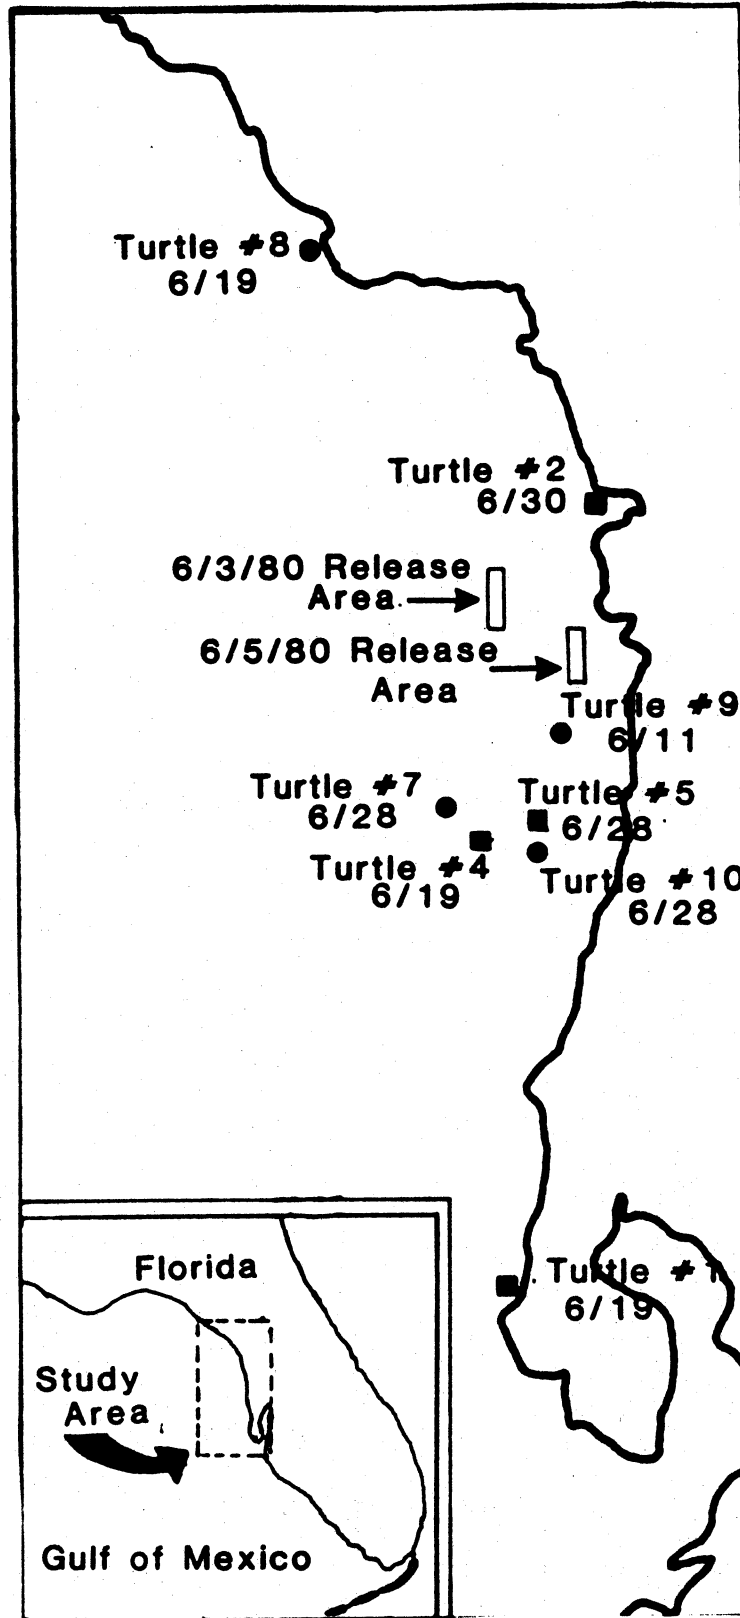 Turtle #8
6/19
Turtle #2
6/30
6/3/80 Release
Area
6/5/80 Release
Area
Turtle #9
6/11
Turtle #7
6/28
Turtle #5
6/28
Turtle #4
6/19
Turtle #10
6/28
Turtle #1
6/19
Florida
Study
Area
Gulf of Mexico